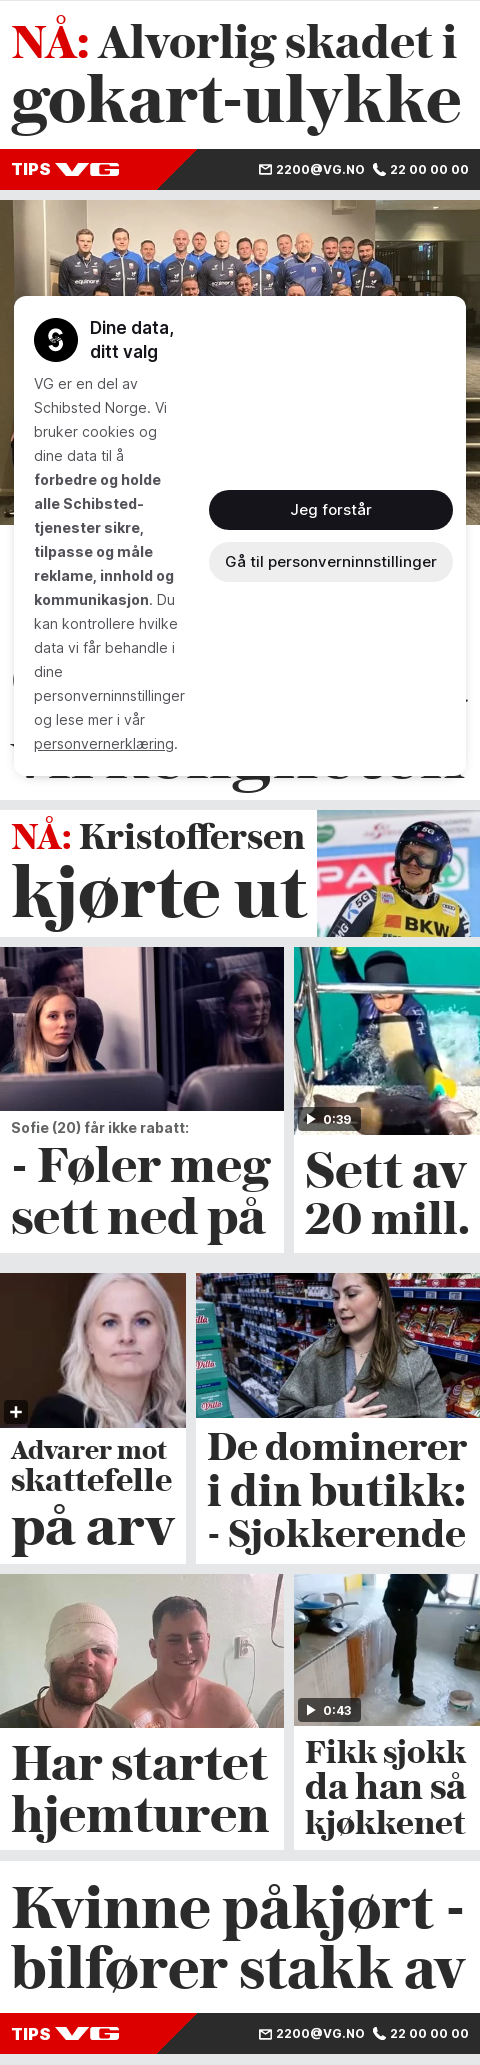 NÅ: Alvorlig skadet i
gokart-ulykke
TIPS VG 2200@VG.NO 22 00 00 00
equinor
Dine data,
ditt valg
VG er en del av
Schibsted Norge. Vi
bruker cookies og
dine data til å
forbedre og holde
alle Schibsted-
tjenester sikre,
tilpasse og måle
reklame, innhold og
kommunikasjon. Du
kan kontrollere hvilke
data vi får behandle i
dine
personverninnstillinger
og lese mer i vår
personvernerklæring.
Jeg forstår
Gå til personverninnstillinger
NÅ: Kristoffersen
kjørte ut
5G
BKW
5G
Sofie (20) får ikke rabatt:
- Føler meg
sett ned på
0:39
Sett av
20 mill.
Advarer mot
skattefelle
på arv
De dominerer
i din butikk:
- Sjokkerende
Har startet
hjemturen
0:43
Fikk sjokk
da han så
kjøkkenet
Kvinne påkjørt -
bilfører stakk av
TIPS VG 2200@VG.NO 22 00 00 00